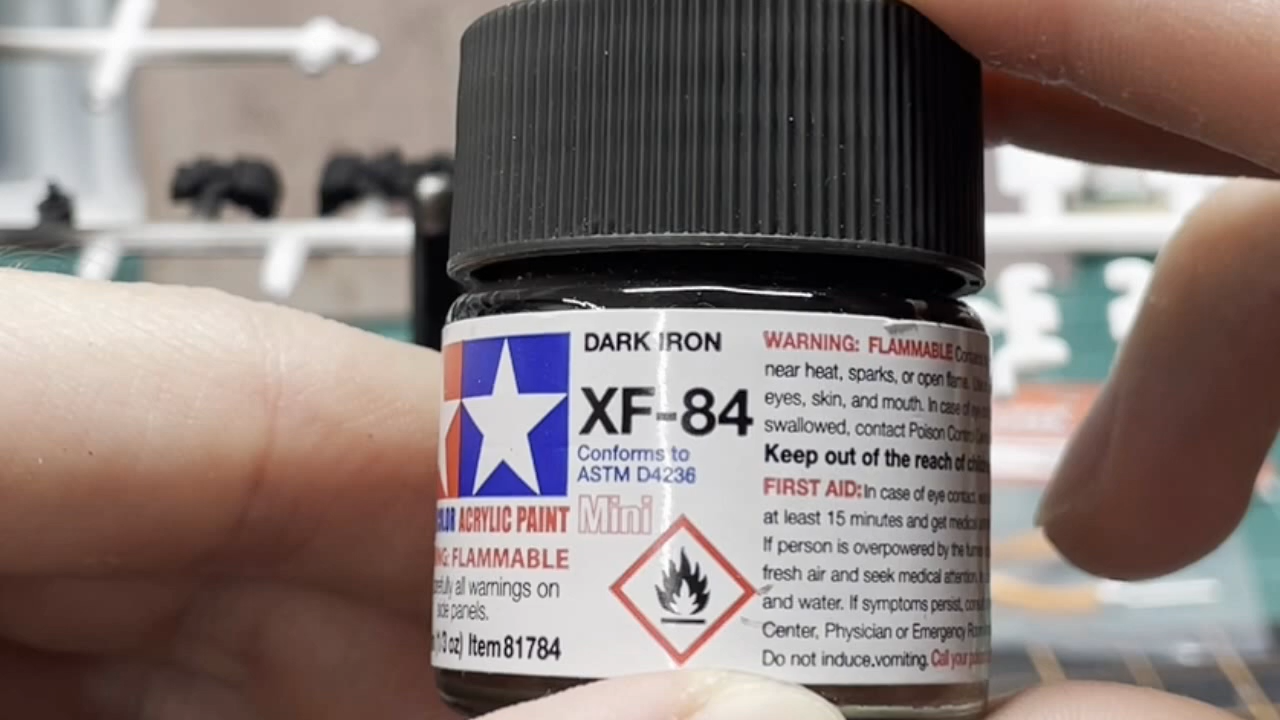 DARK IRON
XF-84
Conforms to
ASTM D4236
ACRYLIC PAINT Mini
FLAMMABLE
all warnings on
panels.
oz) Item 81784
WARNING: FLAMMABLE
near heat, sparks, or open flame.
eyes, skin, and mouth. In case of
swallowed, contact Poison Control
Keep out of the reach of
FIRST AID: In case of eye contact,
at least 15 minutes and get medical
If person is overpowered by the
fresh air and seek medical attention.
and water. If symptoms persist,
Center, Physician or Emergency
Do not induce vomiting. Call your